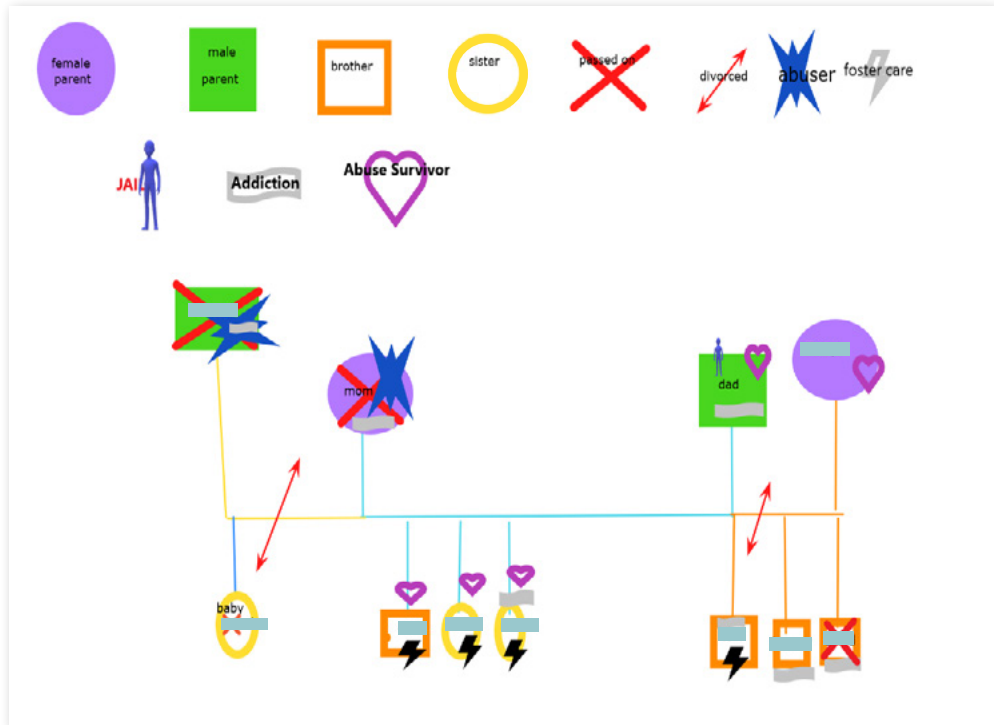 female
parent
male
parent
brother
sister
passed on
divorced
abuser
foster care
JAIL
Addiction
Abuse Survivor
mom
dad
baby